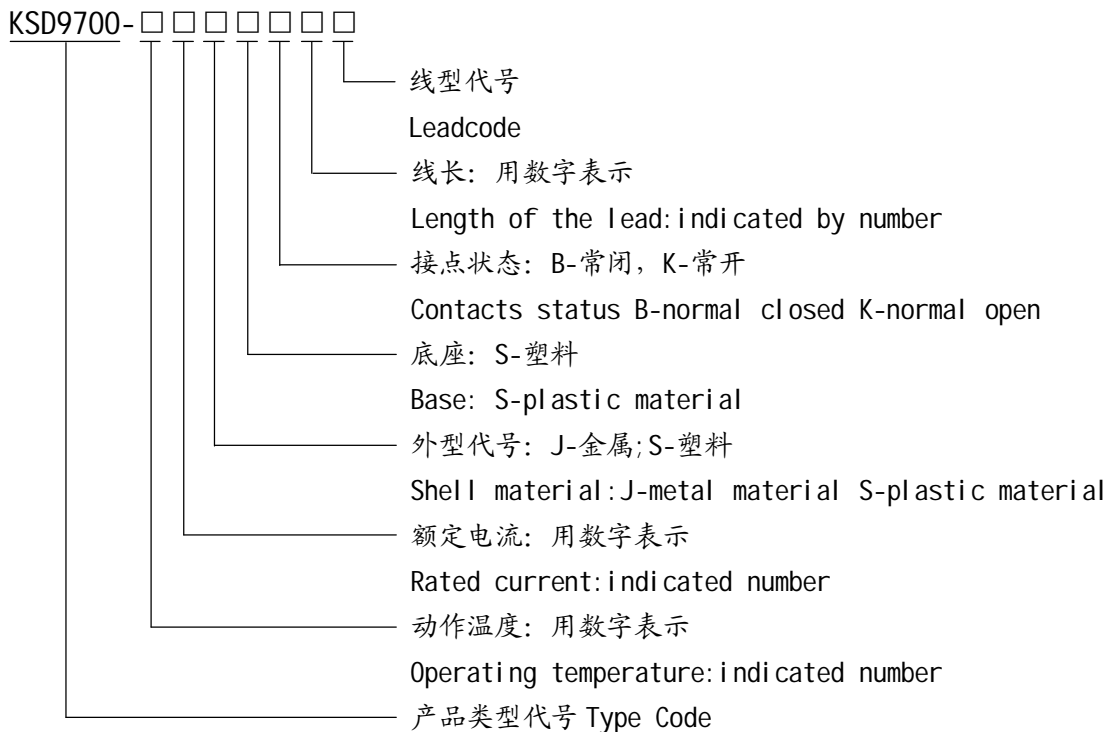 KSD9700-□□□□□□□
线型代号
Leadcode
线长：用数字表示
Length of the lead:indicated by number
接点状态：B-常闭，K-常开
Contacts status B-normal closed K-normal open
底座：S-塑料
Base: S-plastic material
外型代号：J-金属;S-塑料
Shell material:J-metal material S-plastic material
额定电流：用数字表示
Rated current:indicated number
动作温度：用数字表示
Operating temperature:indicated number
产品类型代号 Type Code